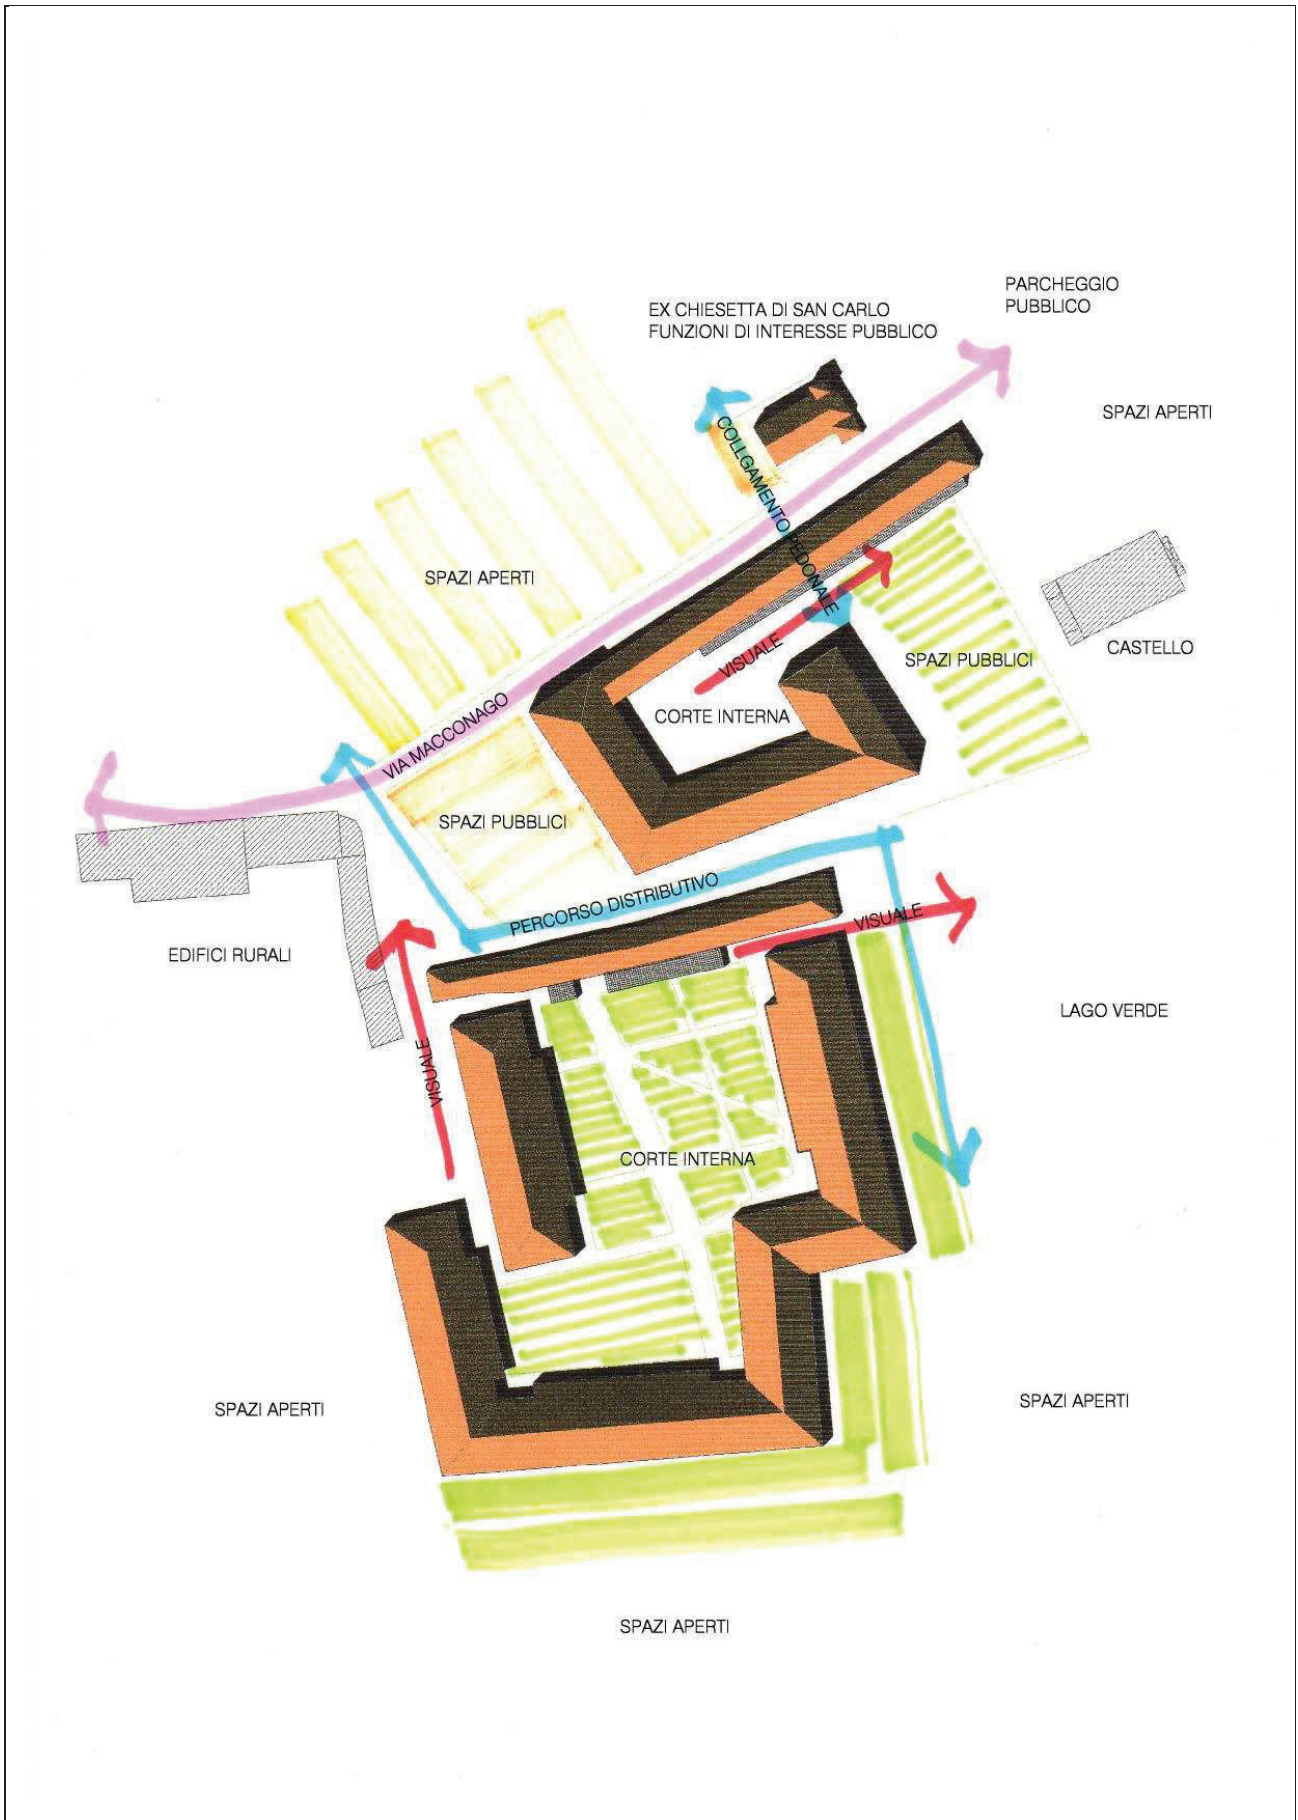 PARCHEGGIO
PUBBLICO
EX CHIESETTA DI SAN CARLO
FUNZIONI DI INTERESSE PUBBLICO
SPAZI APERTI
COLLGAMENTO PEDONALE
SPAZI APERTI
VISUALE
SPAZI PUBBLICI
CASTELLO
CORTE INTERNA
VIA MACCONAGO
SPAZI PUBBLICI
PERCORSO DISTRIBUTIVO
VISUALE
EDIFICI RURALI
LAGO VERDE
VISUALE
CORTE INTERNA
SPAZI APERTI
SPAZI APERTI
SPAZI APERTI